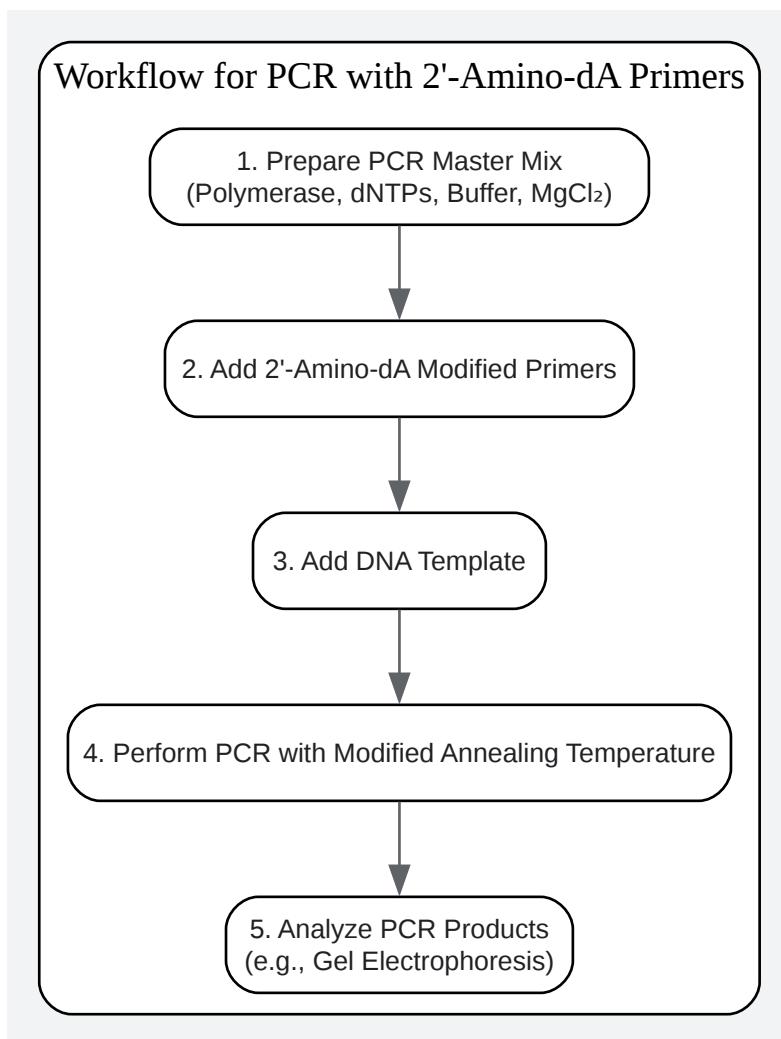 Workflow for PCR with 2'-Amino-dA Primers
1. Prepare PCR Master Mix
(Polymerase, dNTPs, Buffer, MgCl₂)
2. Add 2'-Amino-dA Modified Primers
3. Add DNA Template
4. Perform PCR with Modified Annealing Temperature
5. Analyze PCR Products
(e.g., Gel Electrophoresis)